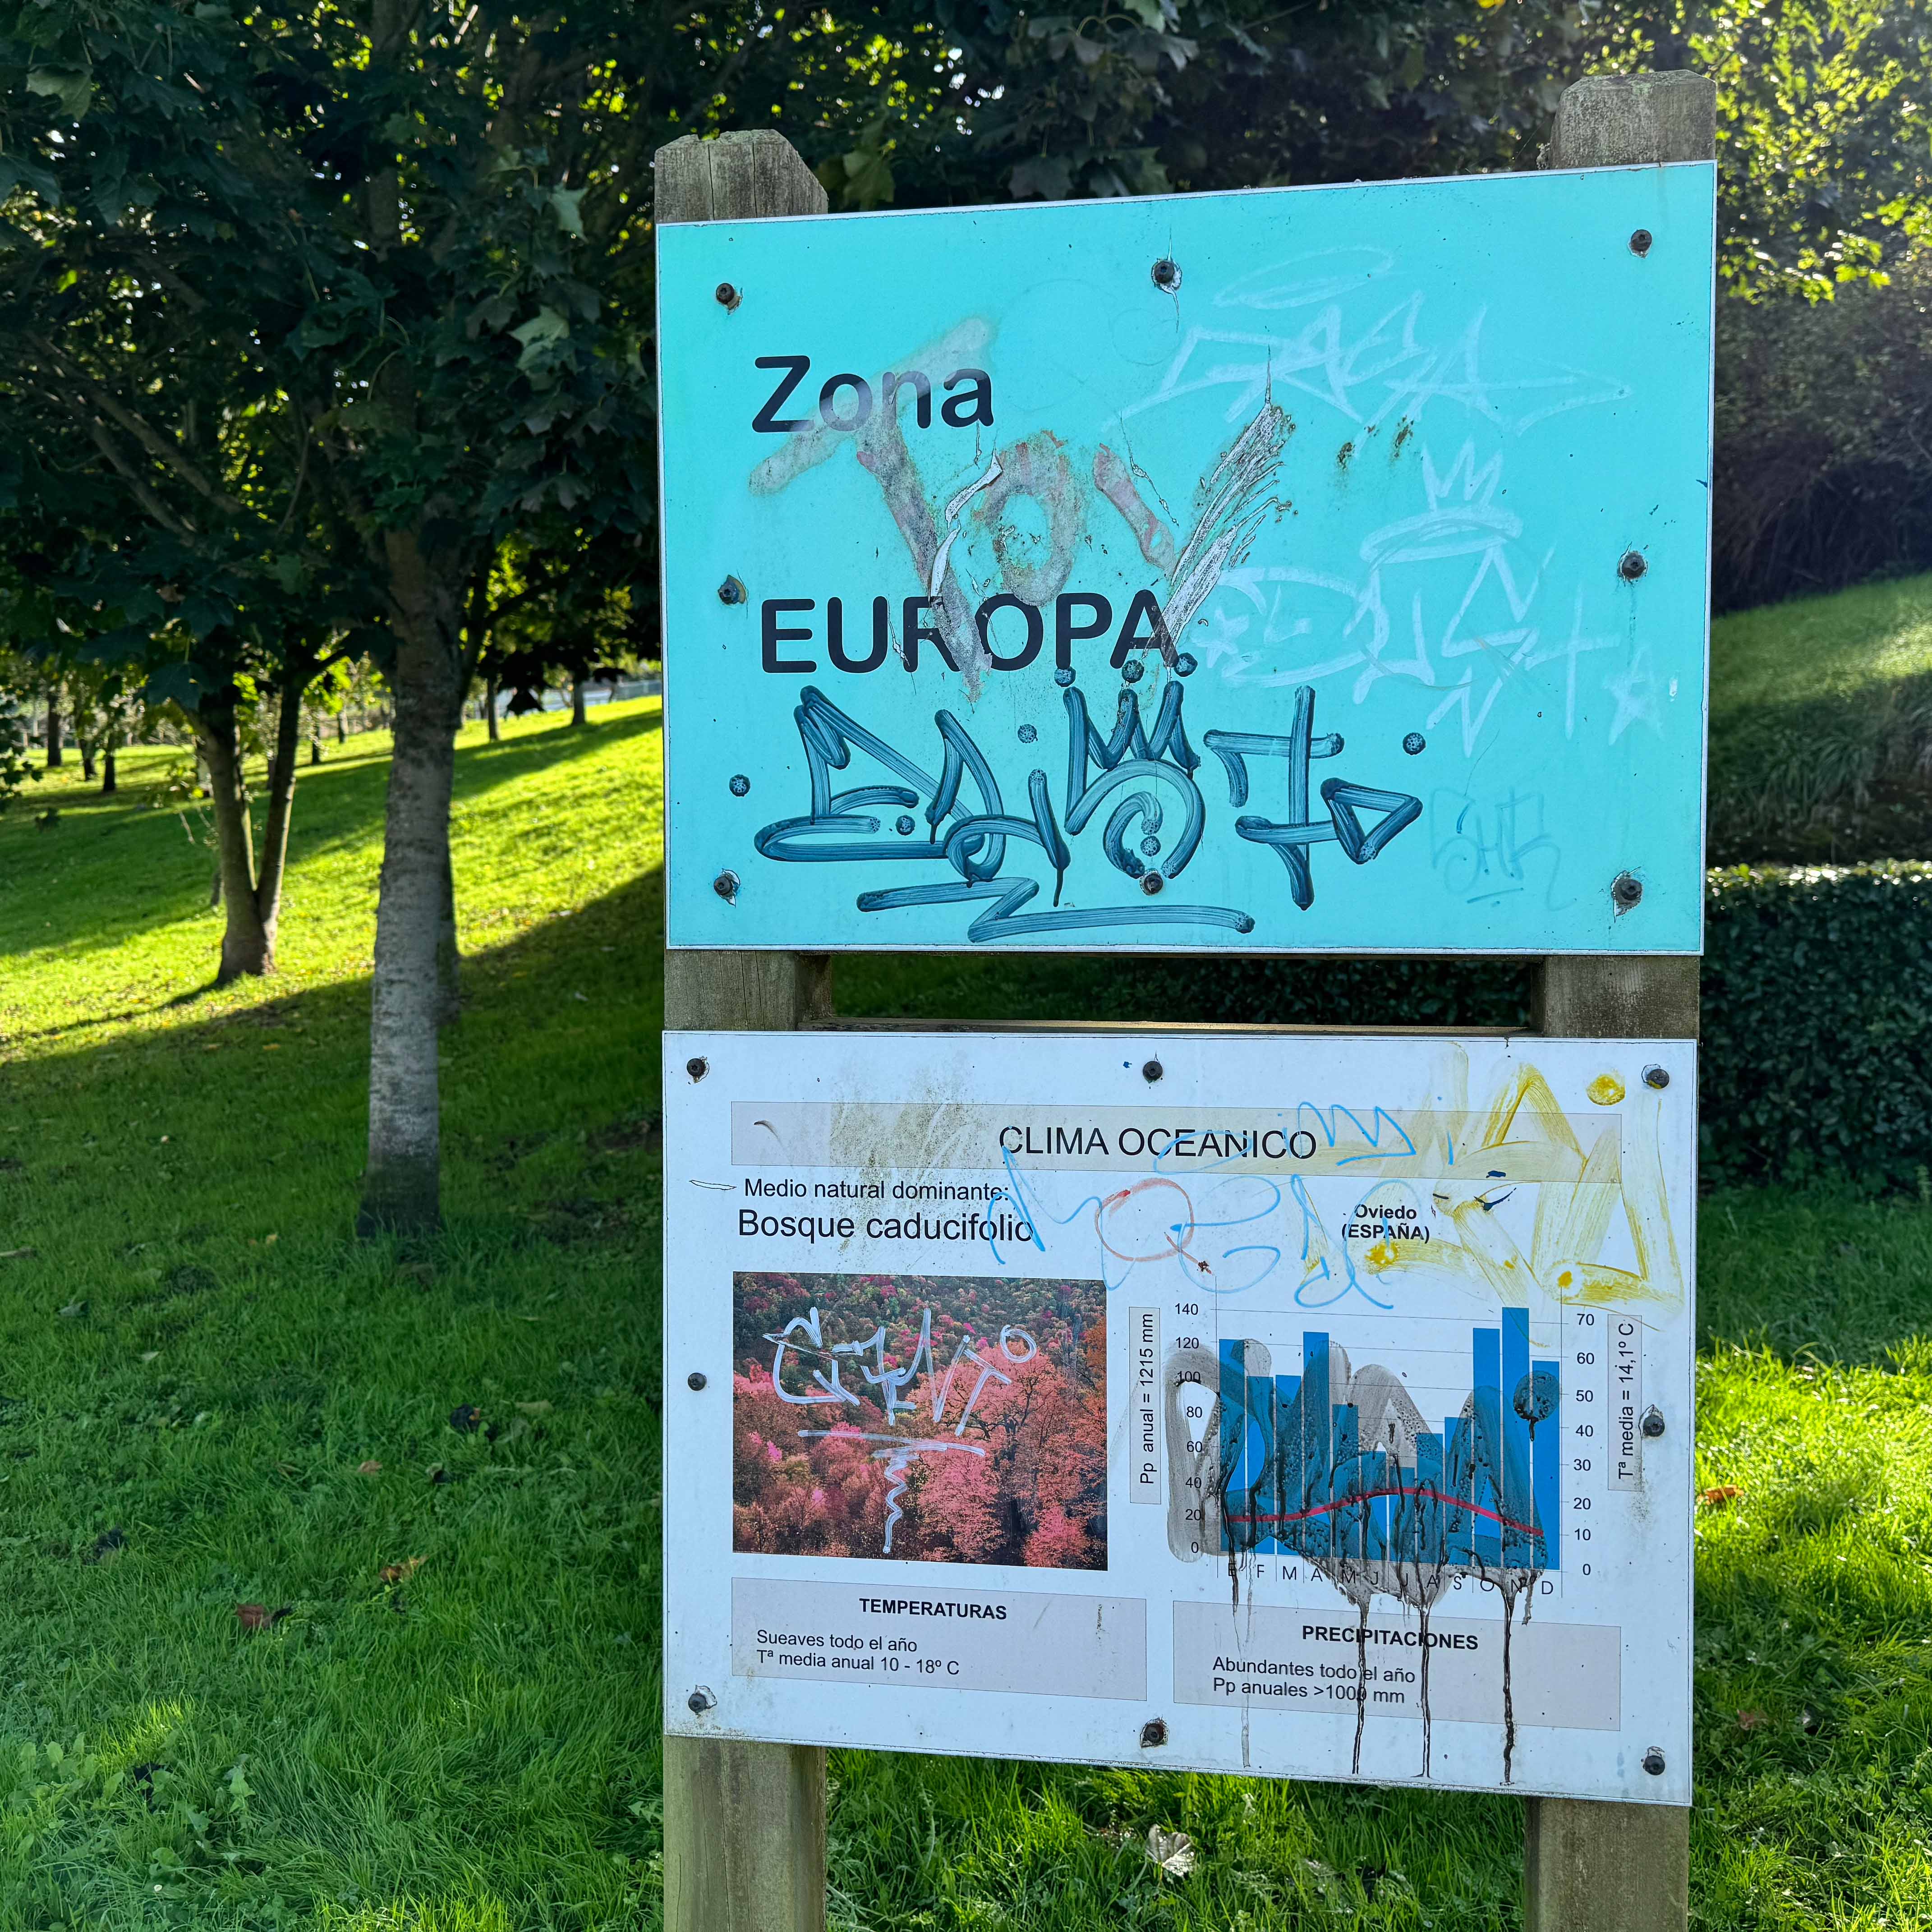 Zona
TOY
EUROPA
CLIMA OCEANICO
Medio natural dominante:
Bosque caducifolio
Oviedo
(ESPAÑA)
Pp anual = 1215 mm
140
120
100
80
60
40
20
0
70
60
50
40
30
20
10
0
Tª media = 14,1º C
E F M A M J J A S O N D
TEMPERATURAS
Sueaves todo el año
Tª media anual 10 - 18º C
PRECIPITACIONES
Abundantes todo el año
Pp anuales >1000 mm